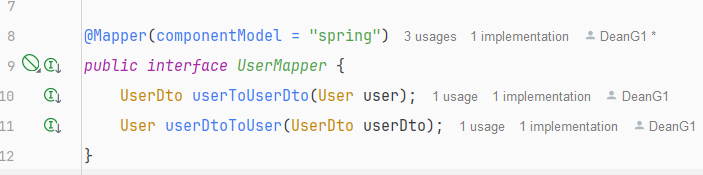 7
8 @Mapper(componentModel = "spring") 3 usages 1 implementation DeanG1 *
9 public interface UserMapper {
10 UserDto userToUserDto(User user); 1 usage 1 implementation DeanG1
11 User userDtoToUser(UserDto userDto); 1 usage 1 implementation DeanG1
12 }